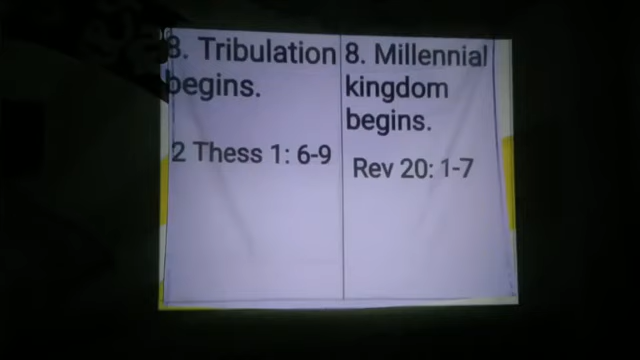 8. Tribulation
begins.
2 Thess 1: 6-9
8. Millennial
kingdom
begins.
Rev 20: 1-7